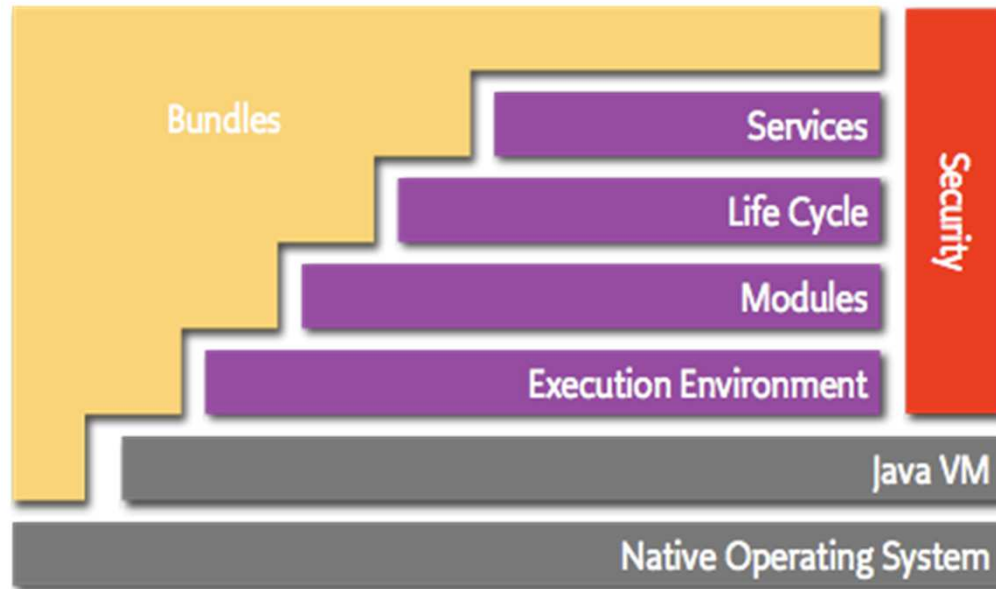 Bundles
Services
Life Cycle
Modules
Execution Environment
Security
Java VM
Native Operating System